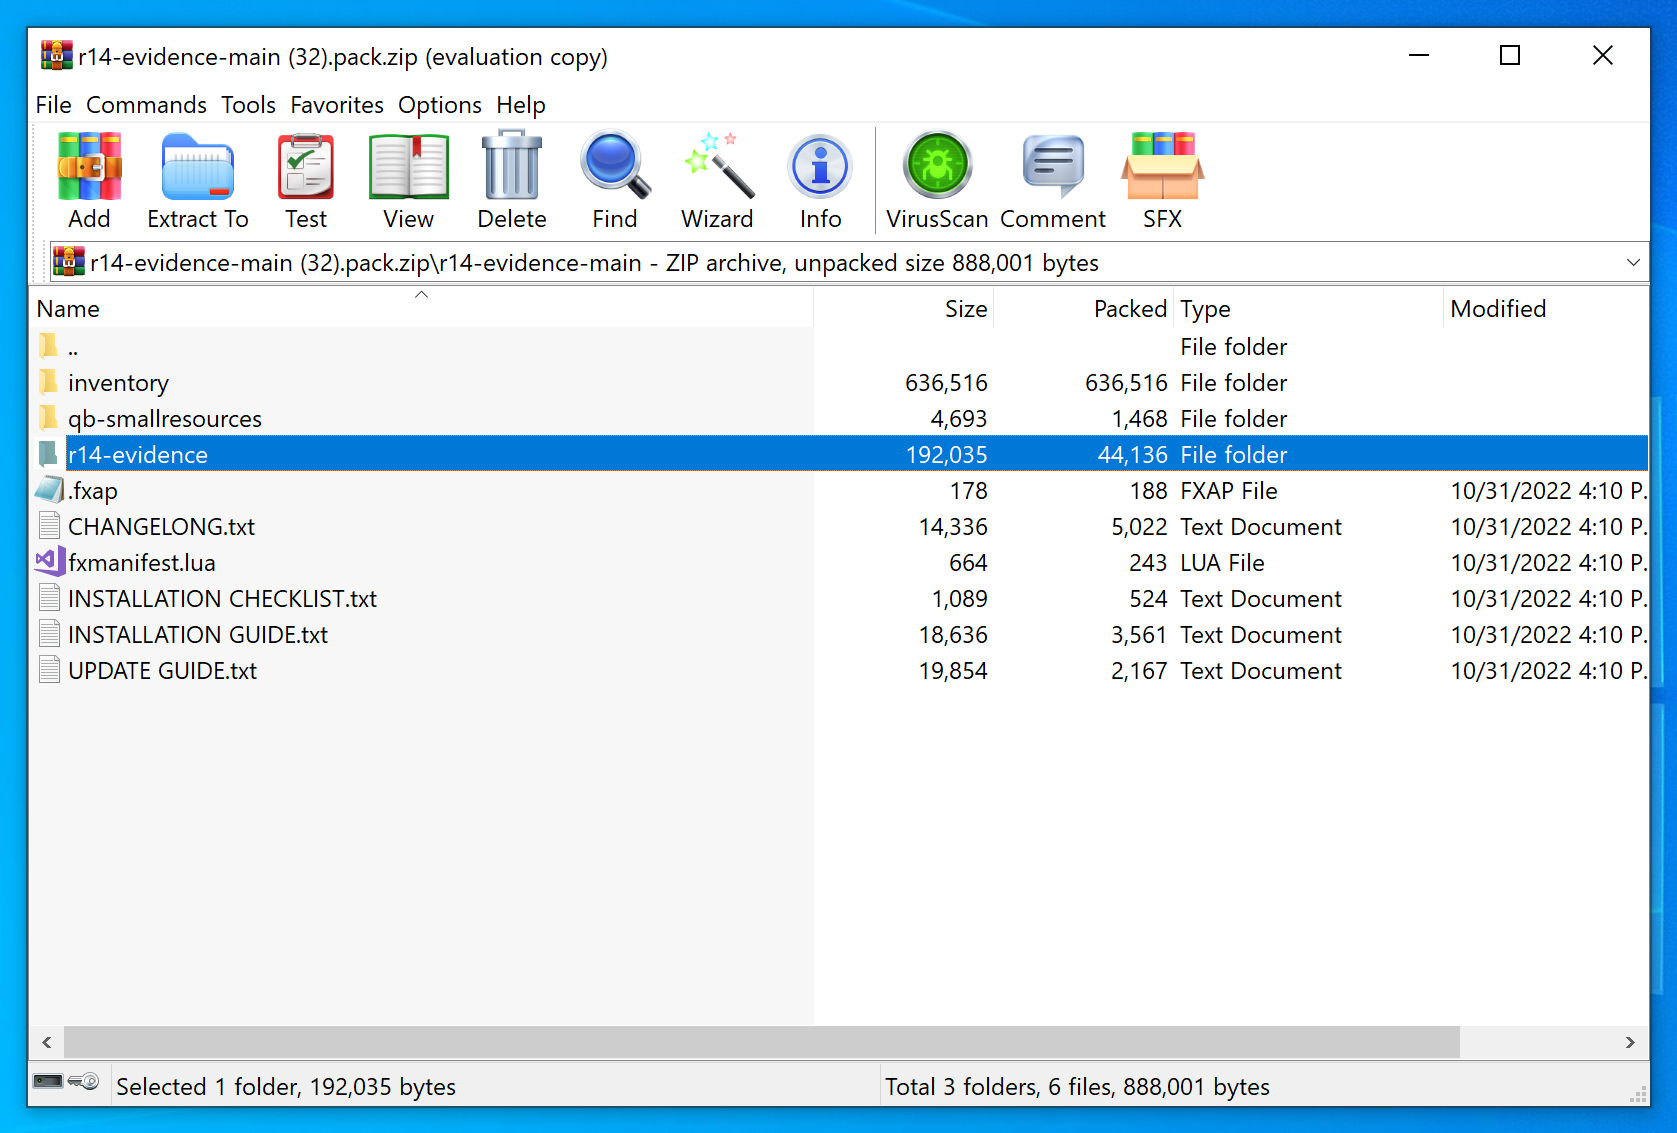 r14-evidence-main (32).pack.zip (evaluation copy)
File Commands Tools Favorites Options Help
Add Extract To Test View Delete Find Wizard Info VirusScan Comment SFX
r14-evidence-main (32).pack.zip\r14-evidence-main - ZIP archive, unpacked size 888,001 bytes
Name Size Packed Type Modified
.. File folder
inventory 636,516 636,516 File folder
qb-smallresources 4,693 1,468 File folder
r14-evidence 192,035 44,136 File folder
.fxap 178 188 FXAP File 10/31/2022 4:10 P.
CHANGELONG.txt 14,336 5,022 Text Document 10/31/2022 4:10 P.
fxmanifest.lua 664 243 LUA File 10/31/2022 4:10 P.
INSTALLATION CHECKLIST.txt 1,089 524 Text Document 10/31/2022 4:10 P.
INSTALLATION GUIDE.txt 18,636 3,561 Text Document 10/31/2022 4:10 P.
UPDATE GUIDE.txt 19,854 2,167 Text Document 10/31/2022 4:10 P.
Selected 1 folder, 192,035 bytes Total 3 folders, 6 files, 888,001 bytes